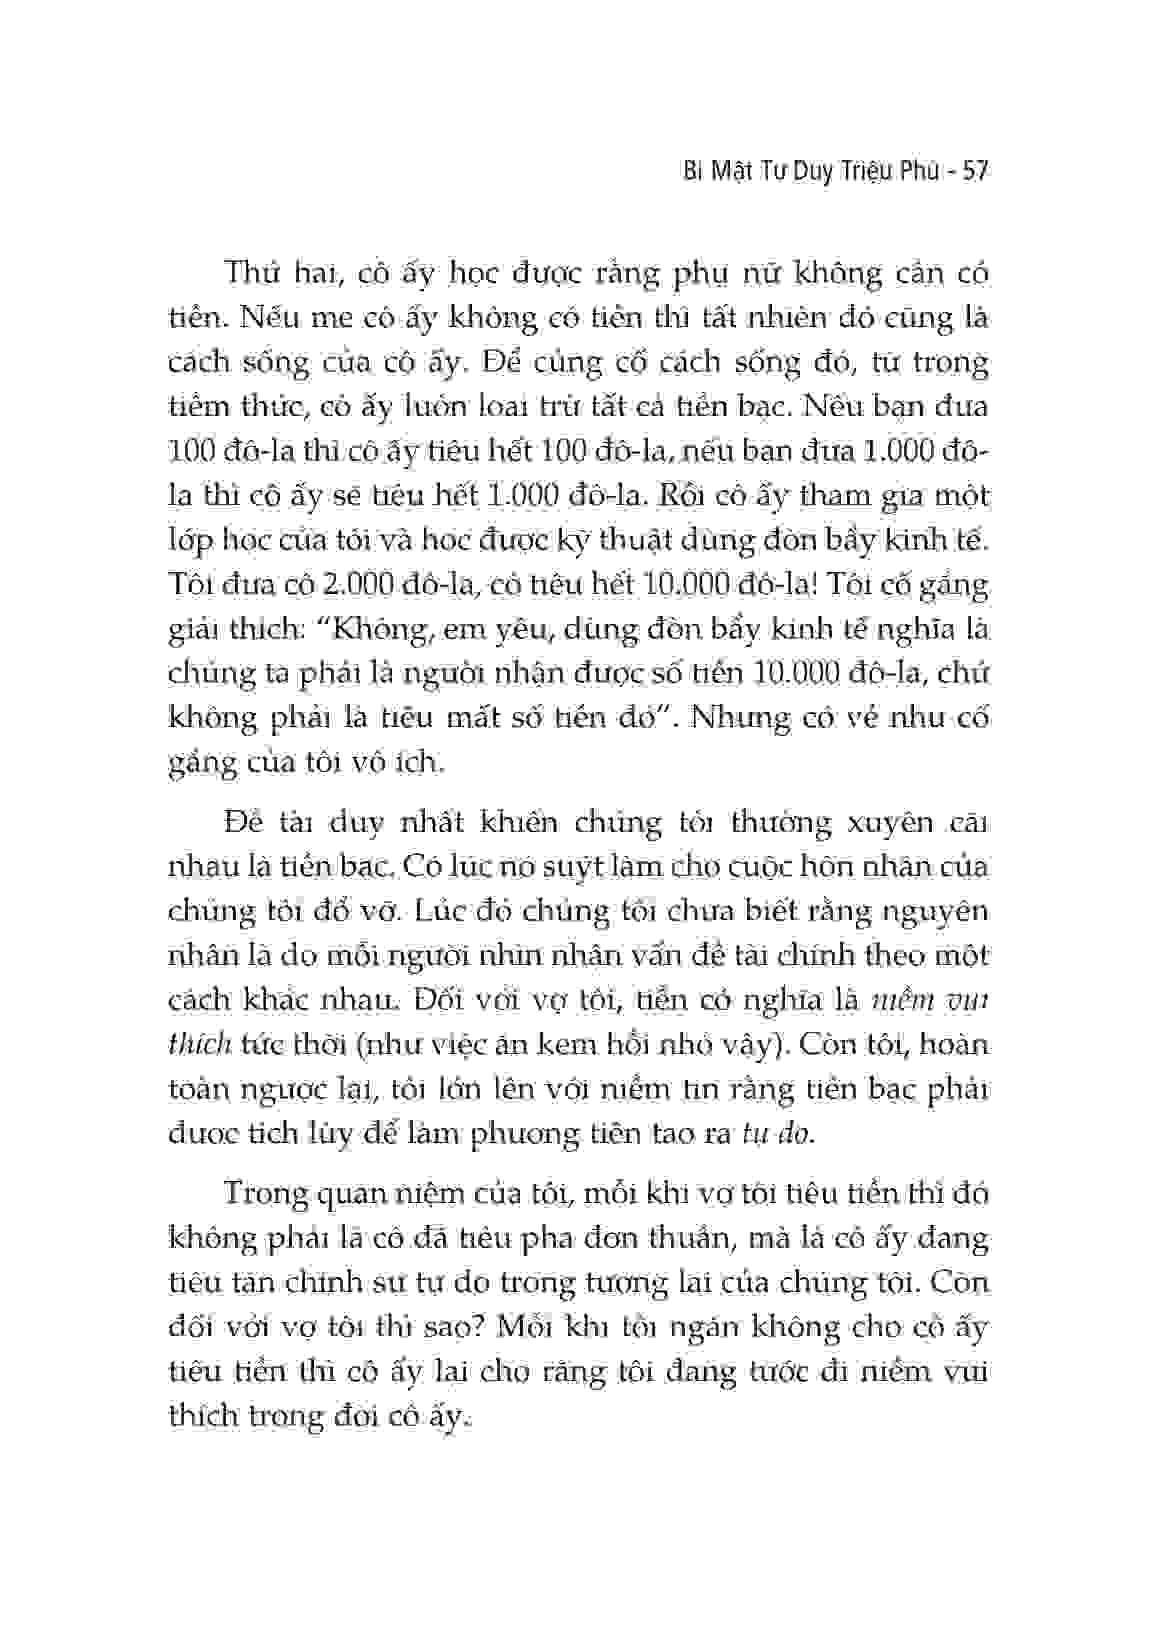 Bí Mật Tư Duy Triệu Phú - 57
Thứ hai, cô ấy học được rằng phụ nữ không cần có
tiền. Nếu mẹ cô ấy không có tiền thì tất nhiên đó cũng là
cách sống của cô ấy. Để củng cố cách sống đó, từ trong
tiềm thức, cô ấy luôn loại trừ tất cả tiền bạc. Nếu bạn đưa
100 đô-la thì cô ấy tiêu hết 100 đô-la, nếu bạn đưa 1.000 đô-
la thì cô ấy sẽ tiêu hết 1.000 đô-la. Rồi cô ấy tham gia một
lớp học của tôi và học được kỹ thuật dùng đòn bẩy kinh tế.
Tôi đưa cô 2.000 đô-la, cô tiêu hết 10.000 đô-la! Tôi cố gắng
giải thích: “Không, em yêu, dùng đòn bẩy kinh tế nghĩa là
chúng ta phải là người nhận được số tiền 10.000 đô-la, chứ
không phải là tiêu mất số tiền đó”. Nhưng có vẻ như cố
gắng của tôi vô ích.
Đề tài duy nhất khiến chúng tôi thường xuyên cãi
nhau là tiền bạc. Có lúc nó suýt làm cho cuộc hôn nhân của
chúng tôi đổ vỡ. Lúc đó chúng tôi chưa biết rằng nguyên
nhân là do mỗi người nhìn nhận vấn đề tài chính theo một
cách khác nhau. Đối với vợ tôi, tiền có nghĩa là niềm vui
thích tức thời (như việc ăn kem hồi nhỏ vậy). Còn tôi, hoàn
toàn ngược lại, tôi lớn lên với niềm tin rằng tiền bạc phải
được tích lũy để làm phương tiện tạo ra tự do.
Trong quan niệm của tôi, mỗi khi vợ tôi tiêu tiền thì đó
không phải là cô đã tiêu pha đơn thuần, mà là cô ấy đang
tiêu tán chính sự tự do trong tương lai của chúng tôi. Còn
đối với vợ tôi thì sao? Mỗi khi tôi ngăn không cho cô ấy
tiêu tiền thì cô ấy lại cho rằng tôi đang tước đi niềm vui
thích trong đời cô ấy.